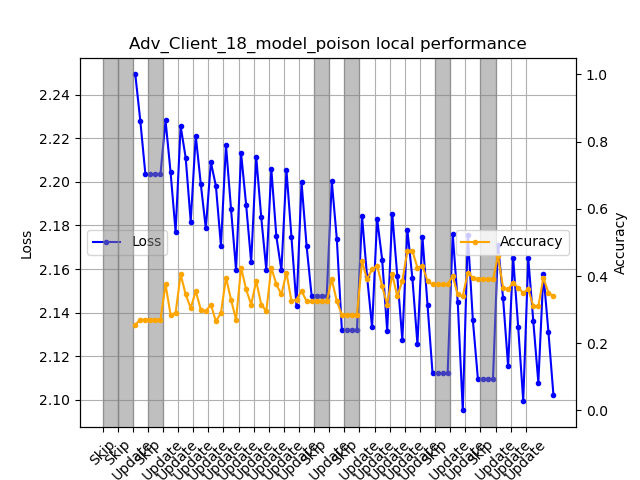 Adv_Client_18_model_poison local performance
Loss
2.24
2.22
2.20
2.18
2.16
2.14
2.12
2.10
Loss
Accuracy
1.0
0.8
0.6
0.4
0.2
0.0
Accuracy
Skip
Skip
Update
Skip
Update
Update
Update
Update
Update
Update
Update
Update
Update
Update
Skip
Update
Skip
Update
Update
Update
Update
Update
Skip
Update
Update
Skip
Update
Update
Update